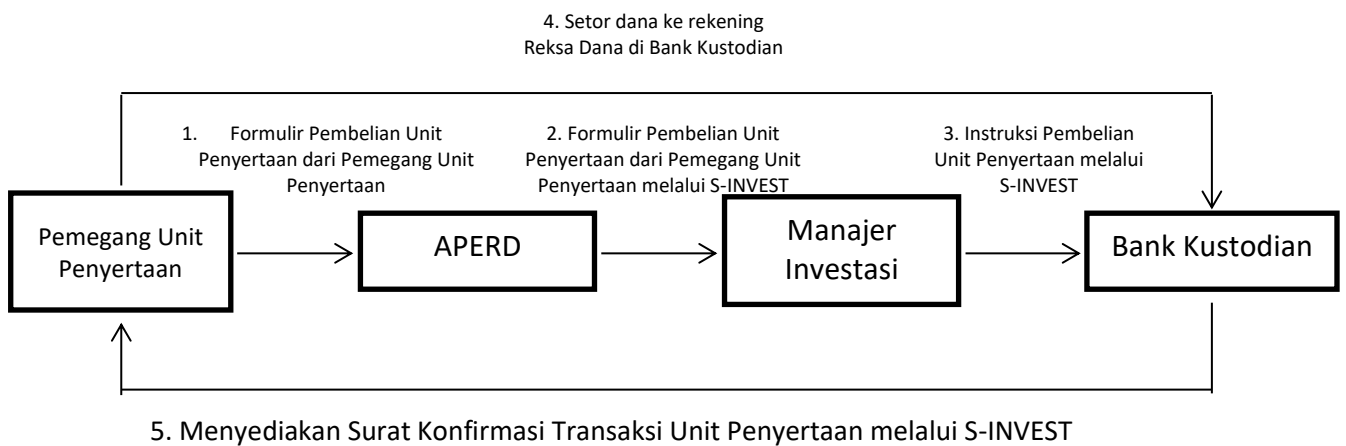 4. Setor dana ke rekening
Reksa Dana di Bank Kustodian
1. Formulir Pembelian Unit
Penyertaan dari Pemegang Unit
Penyertaan
2. Formulir Pembelian Unit
Penyertaan dari Pemegang Unit
Penyertaan melalui S-INVEST
3. Instruksi Pembelian
Unit Penyertaan melalui
S-INVEST
Pemegang Unit
Penyertaan
APERD
Manajer
Investasi
Bank Kustodian
5. Menyediakan Surat Konfirmasi Transaksi Unit Penyertaan melalui S-INVEST